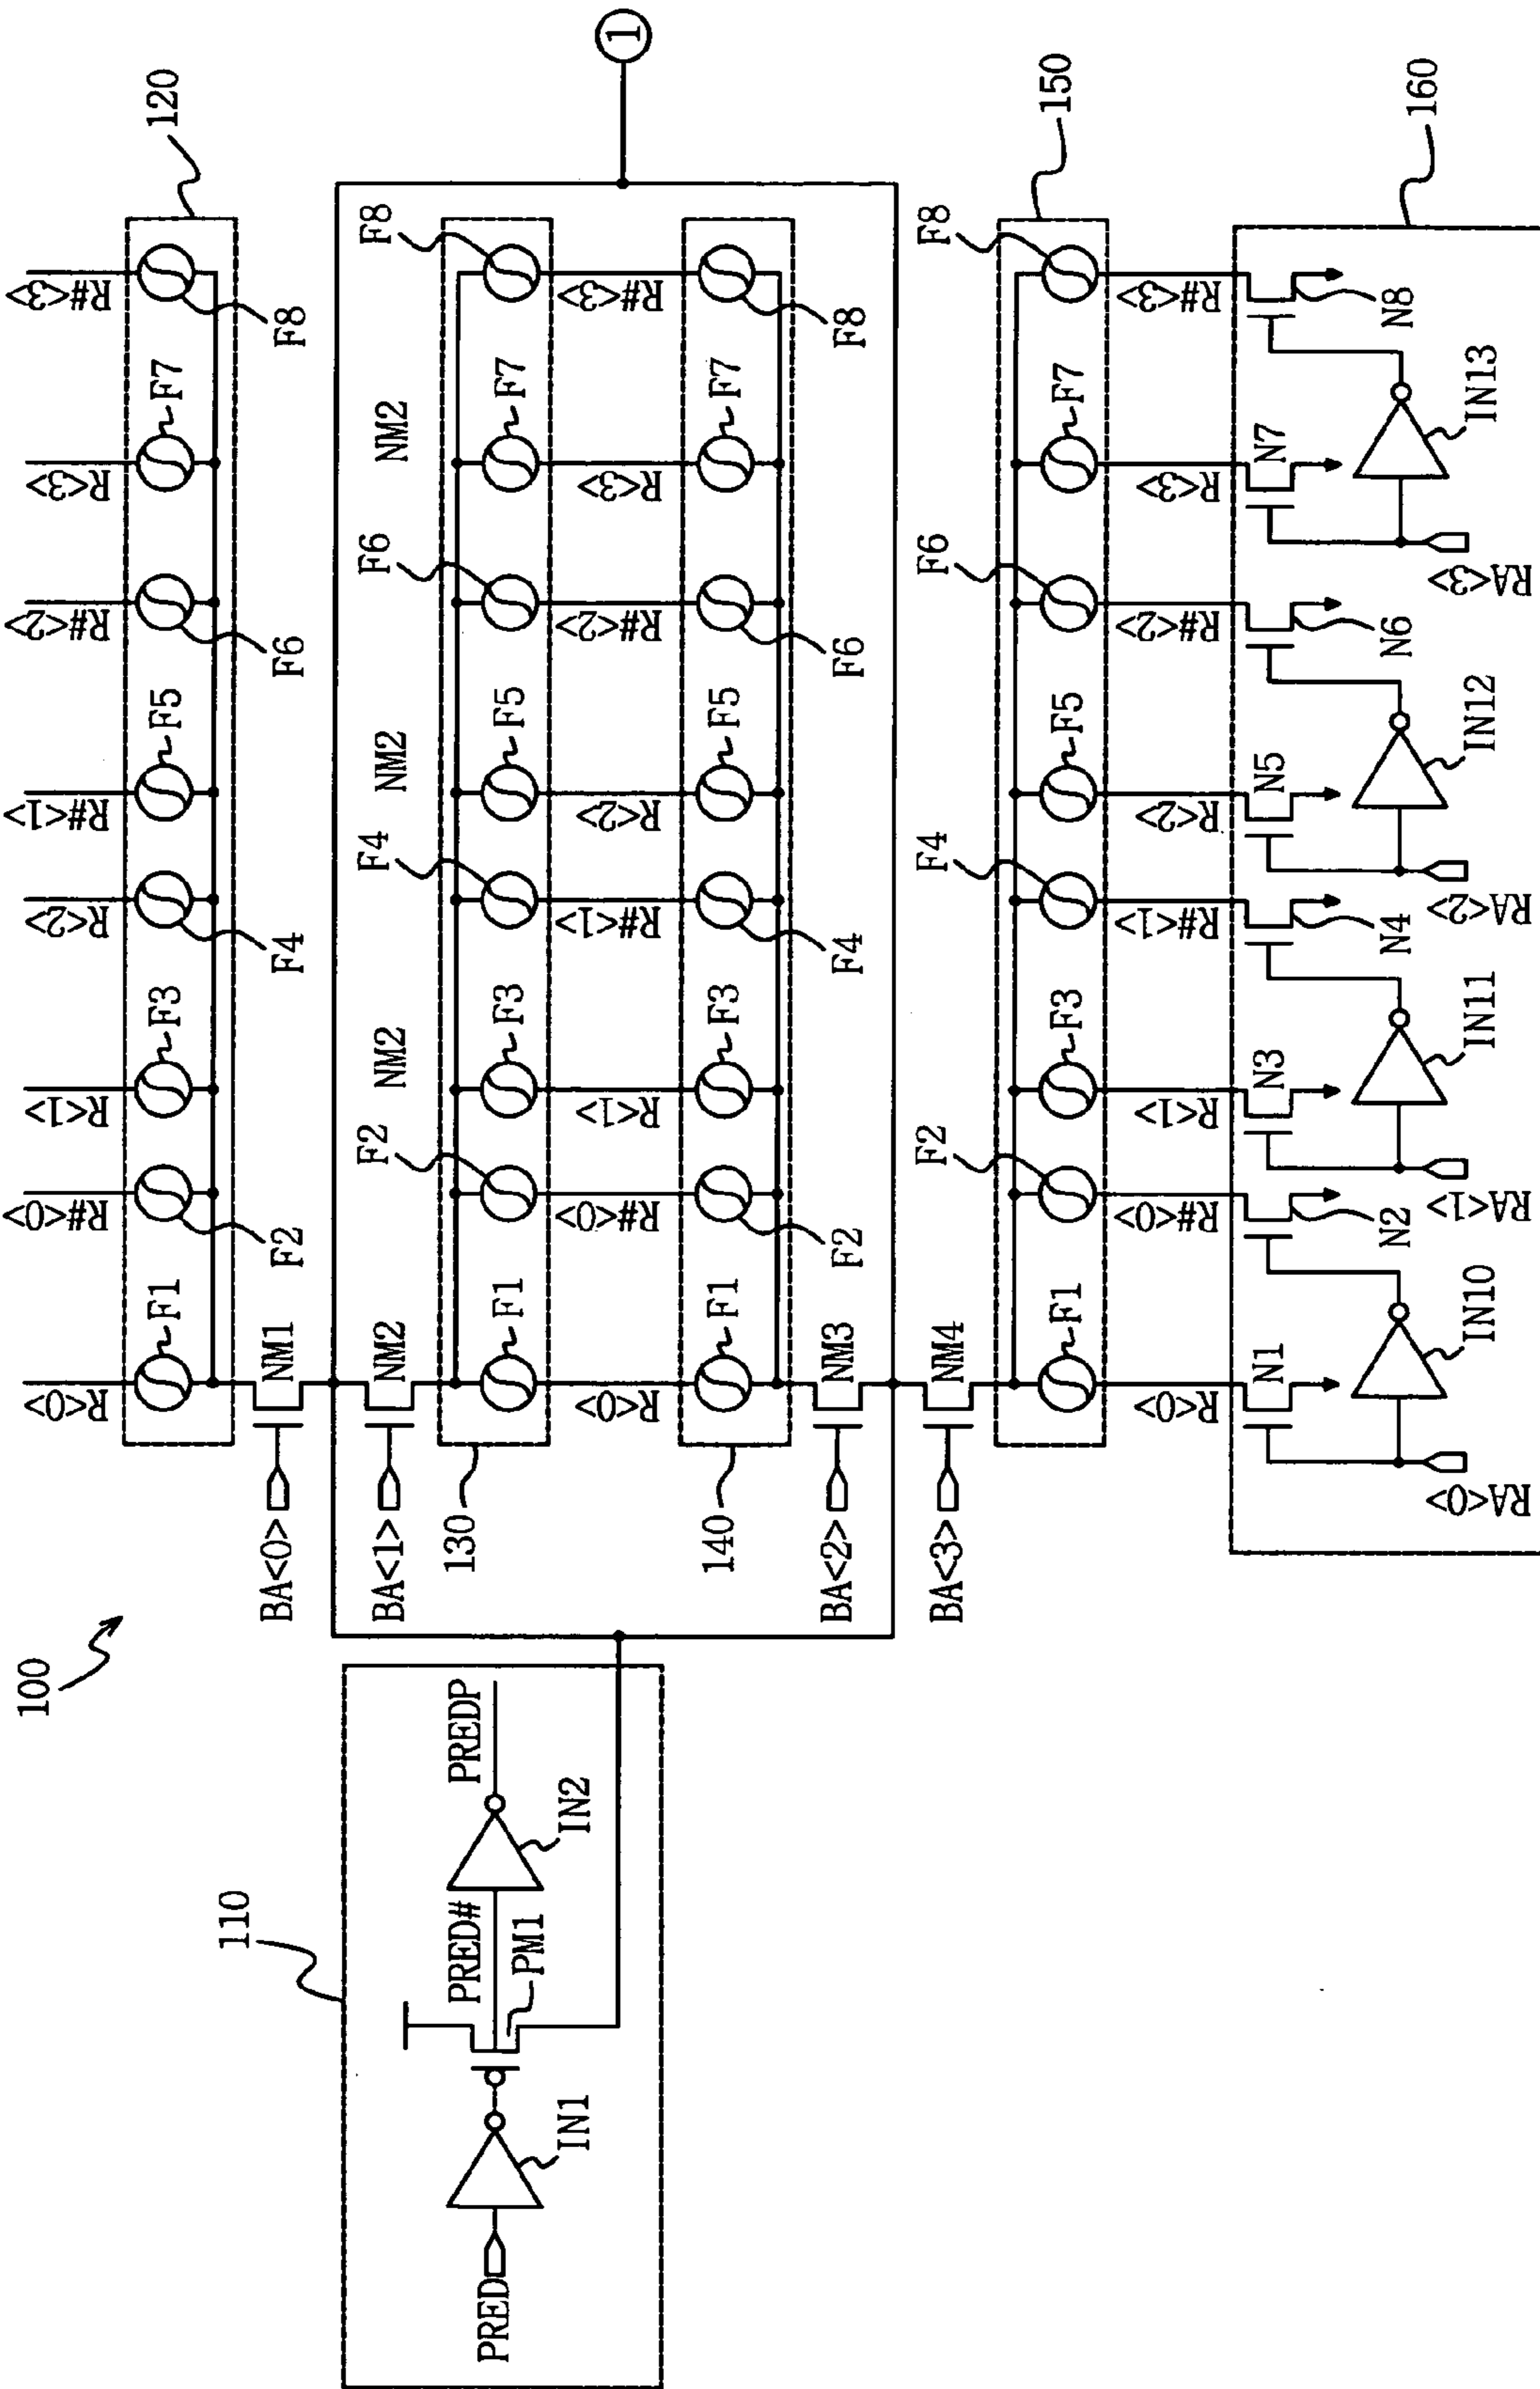 100
110
PRED
IN1
PRED#
PM1
IN2
PREDP
120
R<0> R#<0> R<1> R<2> R#<1> R#<2> R<3> R#<3>
F1 F2 F3 F4 F5 F6 F7 F8
BA<0> NM1
BA<1> NM2 NM2 NM2 NM2
1
F2 F4 F6 F8
130
F1 F3 F5 F7
R<0> R#<0> R<1> R#<1> R<2> R#<2> R<3> R#<3>
140
F1 F2 F3 F4 F5 F6 F7 F8
BA<2> NM3
BA<3> NM4
F2 F4 F6 F8
150
F1 F3 F5 F7
R<0> R#<0> R<1> R#<1> R<2> R#<2> R<3> R#<3>
160
N1 N2 N3 N4 N5 N6 N7 N8
IN10 IN11 IN12 IN13
RA<0> RA<1> RA<2> RA<3>